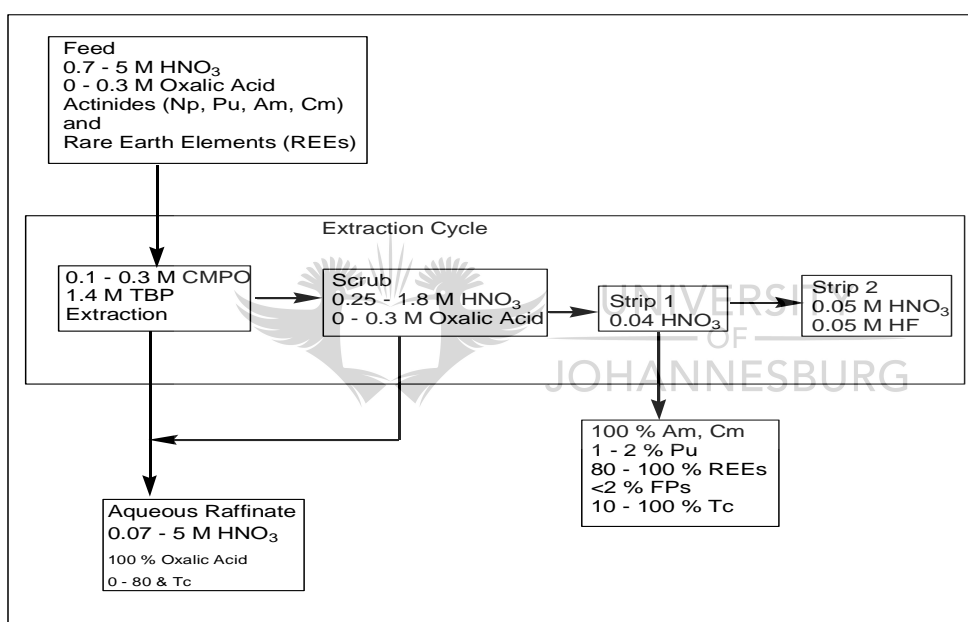 Feed
0.7 - 5 M HNO₃
0 - 0.3 M Oxalic Acid
Actinides (Np, Pu, Am, Cm)
and
Rare Earth Elements (REEs)
Extraction Cycle
0.1 - 0.3 M CMPO
1.4 M TBP
Extraction
Scrub
0.25 - 1.8 M HNO₃
0 - 0.3 M Oxalic Acid
Strip 1
0.04 HNO₃
Strip 2
0.05 M HNO₃
0.05 M HF
UNIVERSITY
OF
JOHANNESBURG
100 % Am, Cm
1 - 2 % Pu
80 - 100 % REEs
<2 % FPs
10 - 100 % Tc
Aqueous Raffinate
0.07 - 5 M HNO₃
100 % Oxalic Acid
0 - 80 & Tc